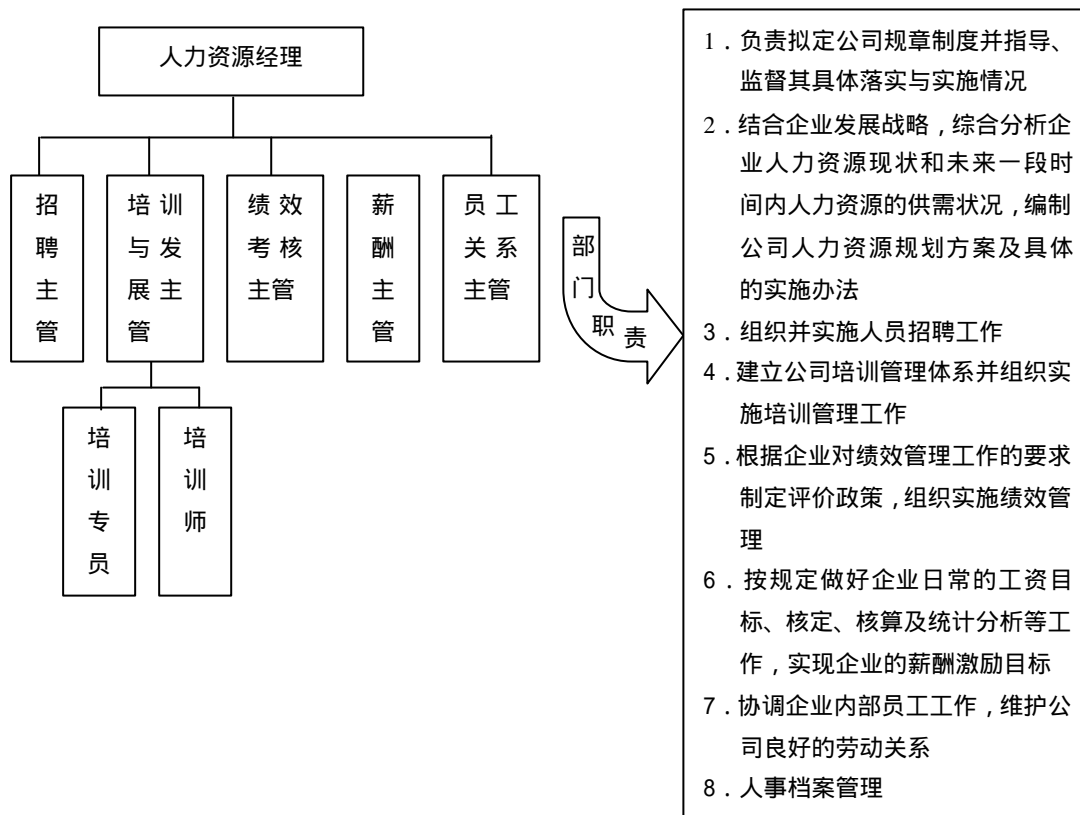 人力资源经理
招聘主管
培训
与发
展主
管
绩效
考核
主管
薪酬主管
员工
关系
主管
培训专员
培训师
部门职责
1．负责拟定公司规章制度并指导、
监督其具体落实与实施情况
2．结合企业发展战略，综合分析企
业人力资源现状和未来一段时
间内人力资源的供需状况，编制
公司人力资源规划方案及具体
的实施办法
3．组织并实施人员招聘工作
4．建立公司培训管理体系并组织实
施培训管理工作
5．根据企业对绩效管理工作的要求
制定评价政策，组织实施绩效管
理
6．按规定做好企业日常的工资目
标、核定、核算及统计分析等工
作，实现企业的薪酬激励目标
7．协调企业内部员工工作，维护公
司良好的劳动关系
8．人事档案管理